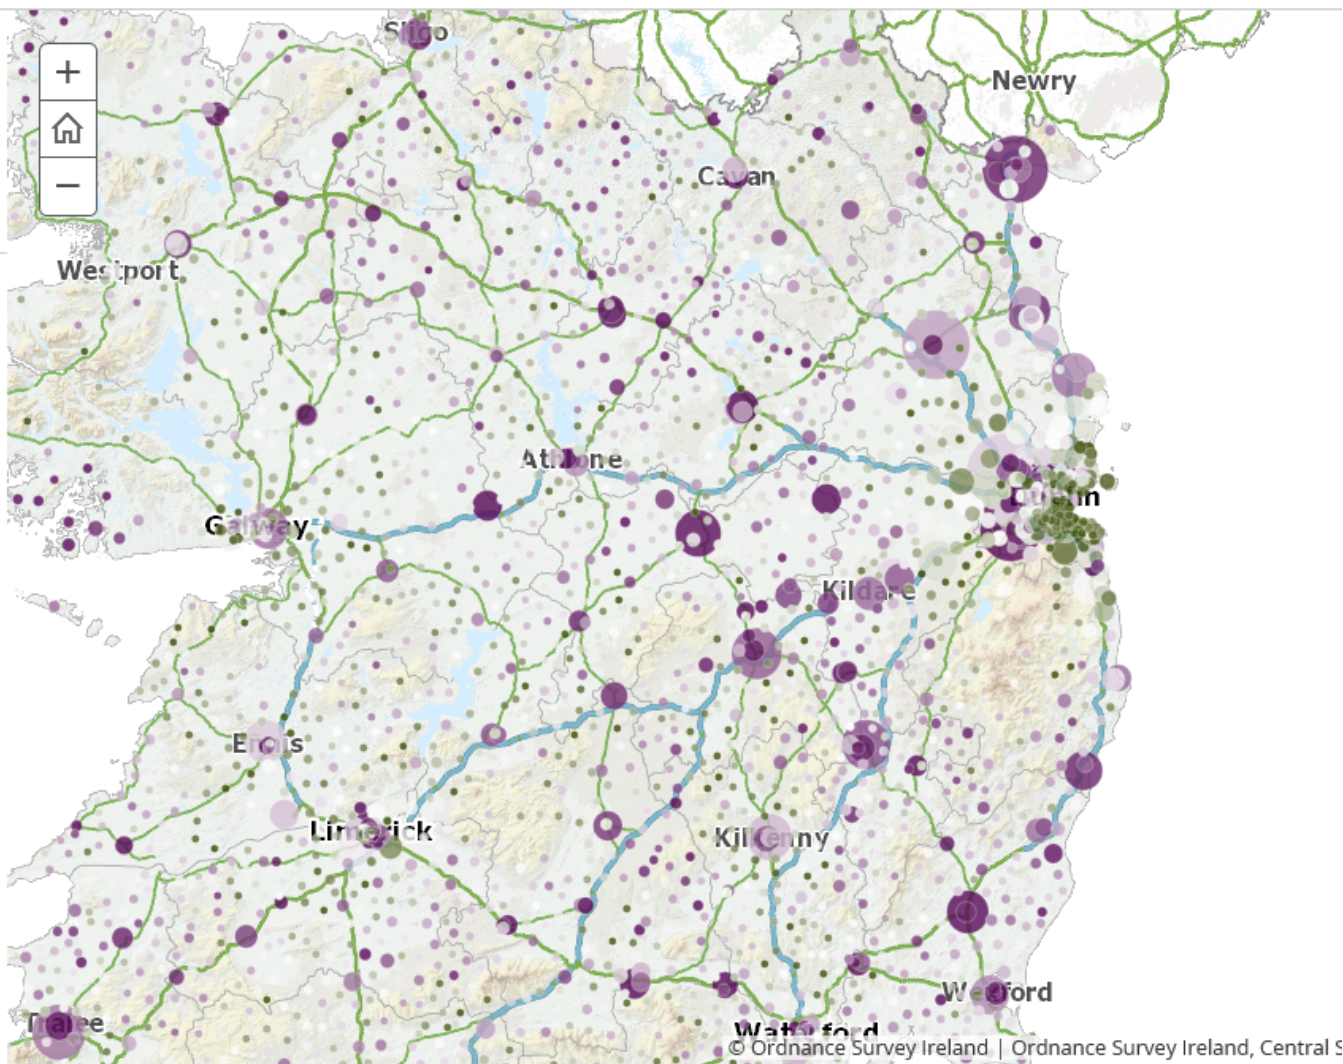 Sligo
+
Newry
Cavan
−
Westport
Athlone
Dublin
Galway
Kildare
Ennis
Limerick
Kilkenny
Wexford
Tralee
Waterford
© Ordnance Survey Ireland | Ordnance Survey Ireland, Central